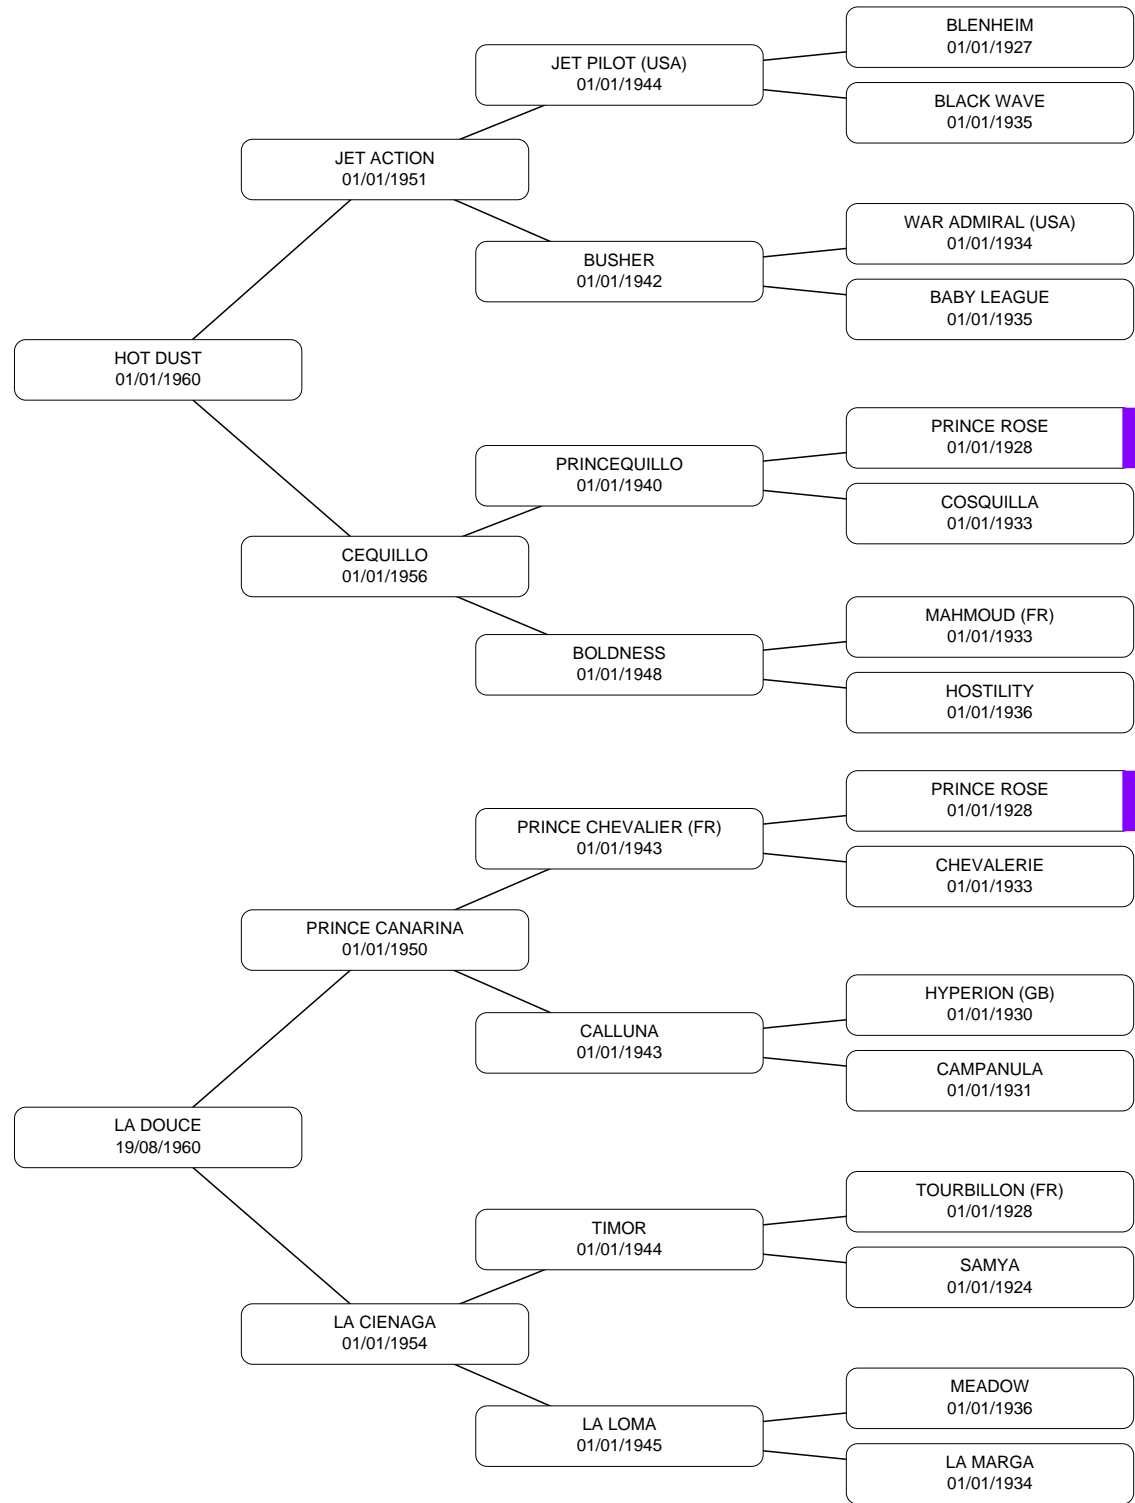 BLENHEIM
01/01/1927
JET PILOT (USA)
01/01/1944
BLACK WAVE
01/01/1935
JET ACTION
01/01/1951
WAR ADMIRAL (USA)
01/01/1934
BUSHER
01/01/1942
BABY LEAGUE
01/01/1935
HOT DUST
01/01/1960
PRINCE ROSE
01/01/1928
PRINCEQUILLO
01/01/1940
COSQUILLA
01/01/1933
CEQUILLO
01/01/1956
MAHMOUD (FR)
01/01/1933
BOLDNESS
01/01/1948
HOSTILITY
01/01/1936
PRINCE ROSE
01/01/1928
PRINCE CHEVALIER (FR)
01/01/1943
CHEVALERIE
01/01/1933
PRINCE CANARINA
01/01/1950
HYPERION (GB)
01/01/1930
CALLUNA
01/01/1943
CAMPANULA
01/01/1931
LA DOUCE
19/08/1960
TOURBILLON (FR)
01/01/1928
TIMOR
01/01/1944
SAMYA
01/01/1924
LA CIENAGA
01/01/1954
MEADOW
01/01/1936
LA LOMA
01/01/1945
LA MARGA
01/01/1934